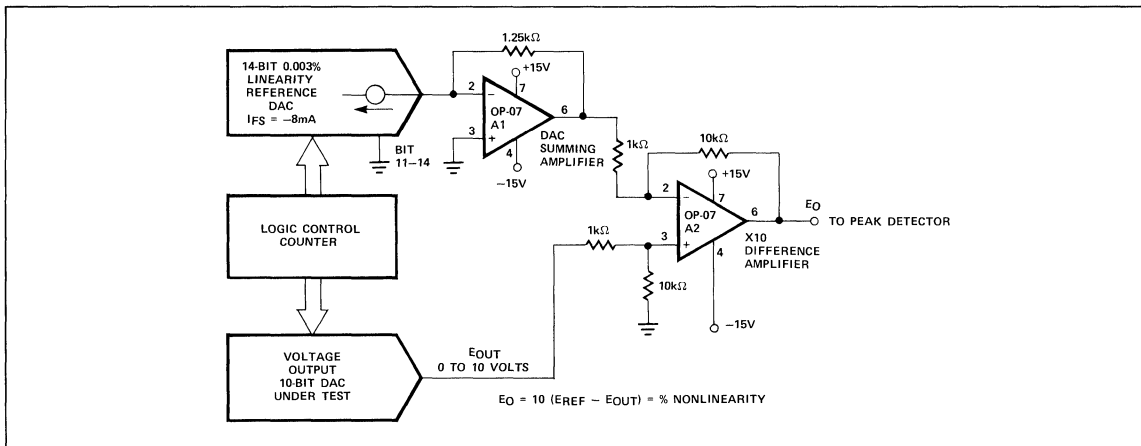 14-BIT 0.003%
LINEARITY
REFERENCE
DAC
IFS = −8mA
BIT
11–14
1.25kΩ
+15V
7
2
−
OP-07
A1
6
3
+
4
−15V
DAC
SUMMING
AMPLIFIER
1kΩ
10kΩ
+15V
7
2
−
OP-07
A2
6
3
+
4
−15V
EO
TO PEAK DETECTOR
X10
DIFFERENCE
AMPLIFIER
1kΩ
10kΩ
LOGIC CONTROL
COUNTER
VOLTAGE
OUTPUT
10-BIT DAC
UNDER TEST
EOUT
0 TO 10 VOLTS
EO = 10 (EREF − EOUT) = % NONLINEARITY